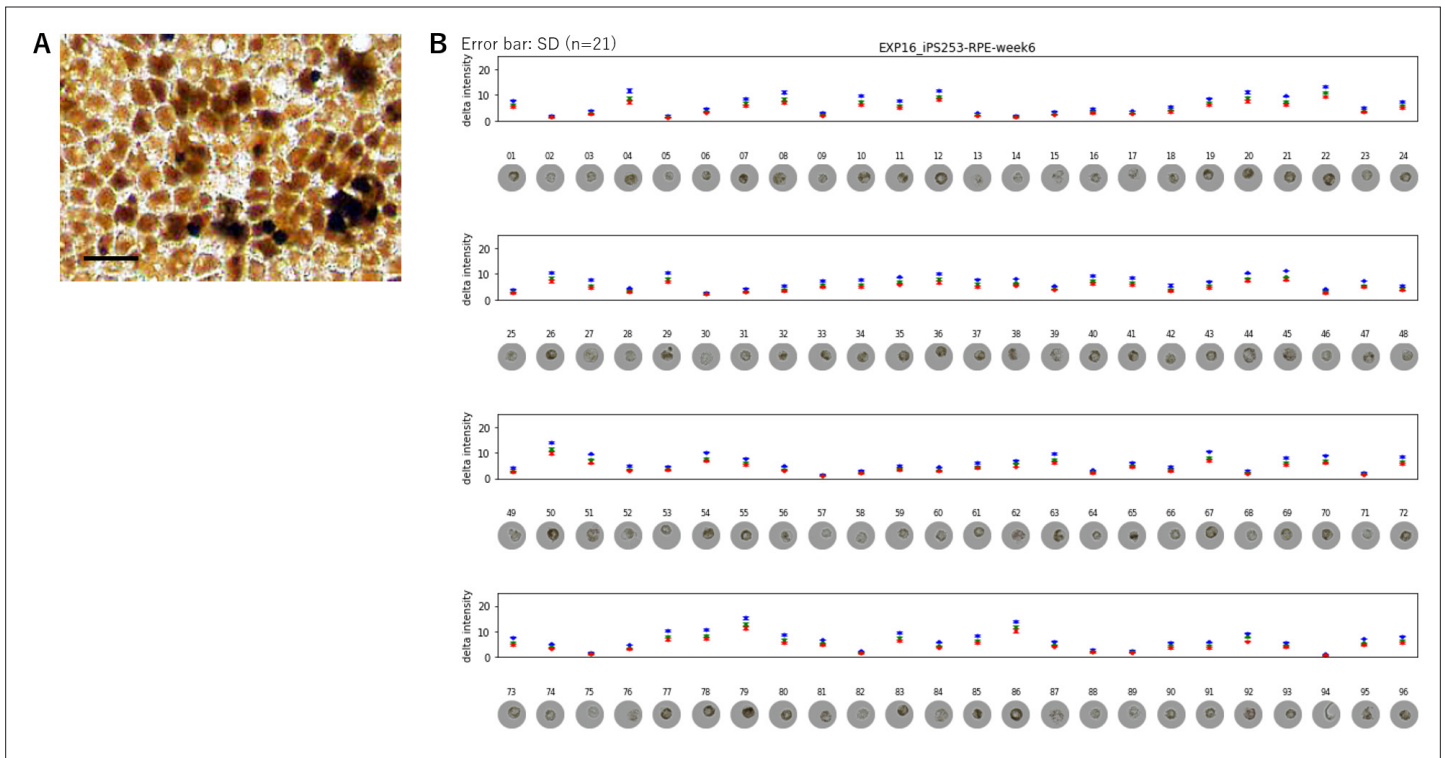 A
B Error bar: SD (n=21)
EXP16_iPS253-RPE-week6
delta intensity
20
10
0
01 02 03 04 05 06 07 08 09 10 11 12 13 14 15 16 17 18 19 20 21 22 23 24
delta intensity
20
10
0
25 26 27 28 29 30 31 32 33 34 35 36 37 38 39 40 41 42 43 44 45 46 47 48
delta intensity
20
10
0
49 50 51 52 53 54 55 56 57 58 59 60 61 62 63 64 65 66 67 68 69 70 71 72
delta intensity
20
10
0
73 74 75 76 77 78 79 80 81 82 83 84 85 86 87 88 89 90 91 92 93 94 95 96